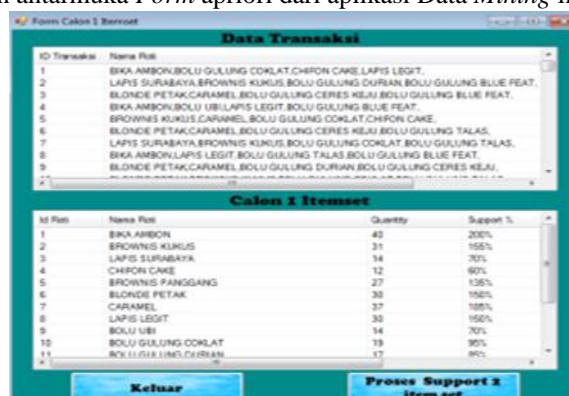 antarmuka Form apriori dari aplikasi Data Mining
Form Calon 1 Itemset
Data Transaksi
ID Transaksi Nama Roti
1 BIKA AMBON,BOLU GULUNG COKLAT,CHIFON CAKE,LAPIS LEGIT,
2 LAPIS SURABAYA,BROWNIS KUKUS,BOLU GULUNG DURIAN,BOLU GULUNG BLUE FEAT,
3 BLONDE PETAK,CARAMEL,BOLU GULUNG CERES KEJU,BOLU GULUNG BLUE FEAT,
4 BIKA AMBON,BOLU UBI,LAPIS LEGIT,BOLU GULUNG BLUE FEAT,
5 BROWNIS KUKUS,CARAMEL,BOLU GULUNG COKLAT,CHIFON CAKE,
6 BLONDE PETAK,CARAMEL,BOLU GULUNG CERES KEJU,BOLU GULUNG TALAS,
7 LAPIS SURABAYA,BROWNIS KUKUS,BOLU GULUNG COKLAT,BOLU GULUNG TALAS,
8 BIKA AMBON,LAPIS LEGIT,BOLU GULUNG TALAS,BOLU GULUNG BLUE FEAT,
9 BLONDE PETAK,CARAMEL,BOLU GULUNG DURIAN,BOLU GULUNG CERES KEJU,
Calon 1 Itemset
Id Roti Nama Roti Quantity Support %
1 BIKA AMBON 40 200%
2 BROWNIS KUKUS 31 155%
3 LAPIS SURABAYA 14 70%
4 CHIFON CAKE 12 60%
5 BROWNIS PANGGANG 27 135%
6 BLONDE PETAK 30 150%
7 CARAMEL 37 185%
8 LAPIS LEGIT 30 150%
9 BOLU UBI 14 70%
10 BOLU GULUNG COKLAT 19 95%
11 BOLU GULUNG DURIAN 17 85%
Keluar
Proses Support 2
item set